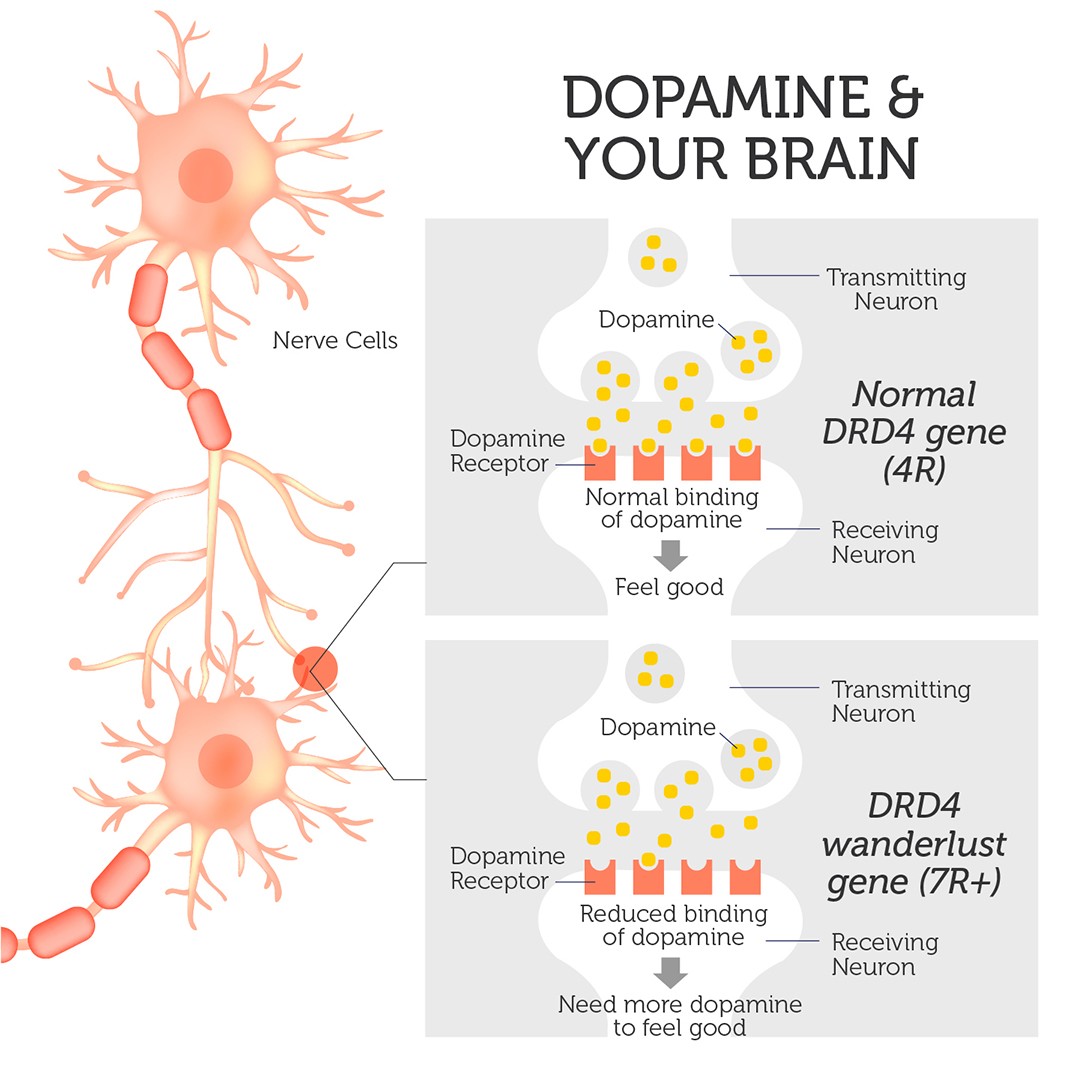 DOPAMINE &
YOUR BRAIN
Nerve Cells
Transmitting
Neuron
Dopamine
Normal
DRD4 gene
(4R)
Dopamine
Receptor
Normal binding
of dopamine
Receiving
Neuron
Feel good
Transmitting
Neuron
Dopamine
DRD4
wanderlust
gene (7R+)
Dopamine
Receptor
Reduced binding
of dopamine
Receiving
Neuron
Need more dopamine
to feel good